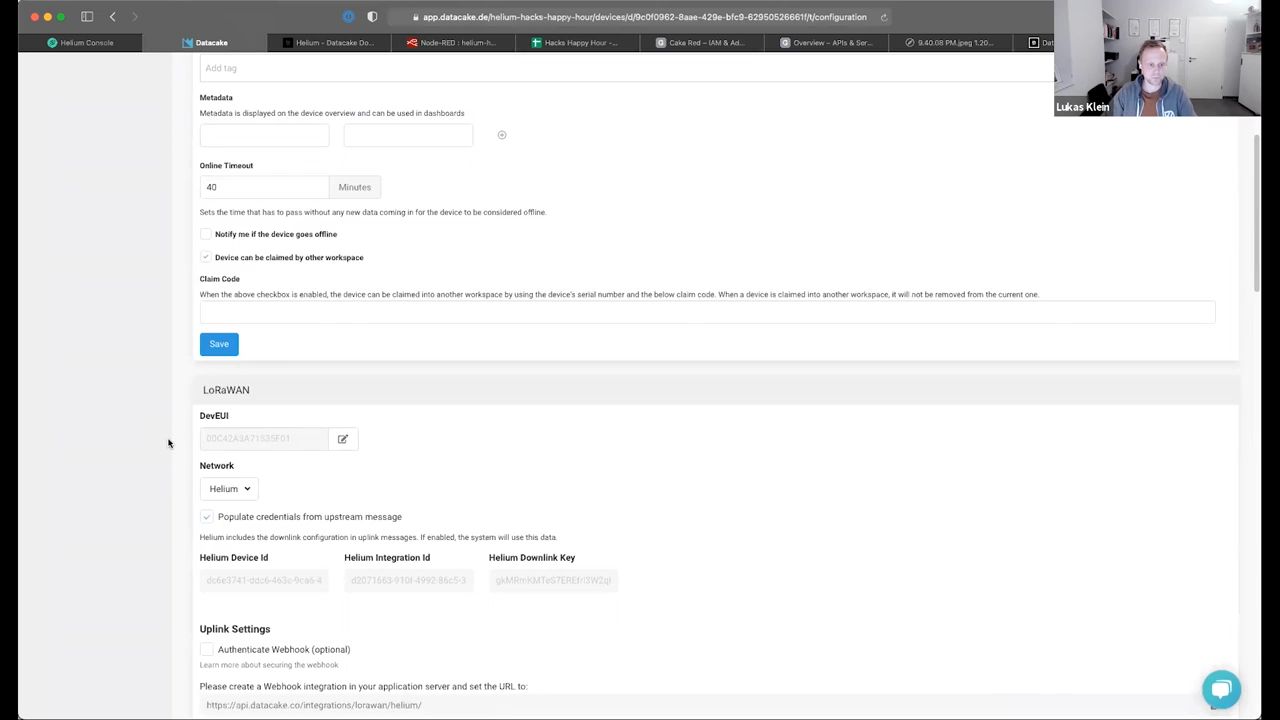 app.datacake.de/helium-hacks-happy-hour/devices/d/9c0f0962-8aae-429e-bfc9-62950526661f/t/configuration
Helium Console
Datacake
Helium - Datacake Do...
Node-RED : helium-h...
Hacks Happy Hour -...
Cake Red – IAM & Ad...
Overview – APIs & Ser...
9.40.08 PM.jpeg 1.20...
Dat
Lukas Klein
Add tag
Metadata
Metadata is displayed on the device overview and can be used in dashboards
Online Timeout
40 Minutes
Sets the time that has to pass without any new data coming in for the device to be considered offline.
Notify me if the device goes offline
Device can be claimed by other workspace
Claim Code
When the above checkbox is enabled, the device can be claimed into another workspace by using the device's serial number and the below claim code. When a device is claimed into another workspace, it will not be removed from the current one.
Save
LoRaWAN
DevEUI
Network
Helium
Populate credentials from upstream message
Helium includes the downlink configuration in uplink messages. If enabled, the system will use this data.
Helium Device Id Helium Integration Id Helium Downlink Key
Uplink Settings
Authenticate Webhook (optional)
Learn more about securing the webhook
Please create a Webhook integration in your application server and set the URL to:
https://api.datacake.co/integrations/lorawan/helium/